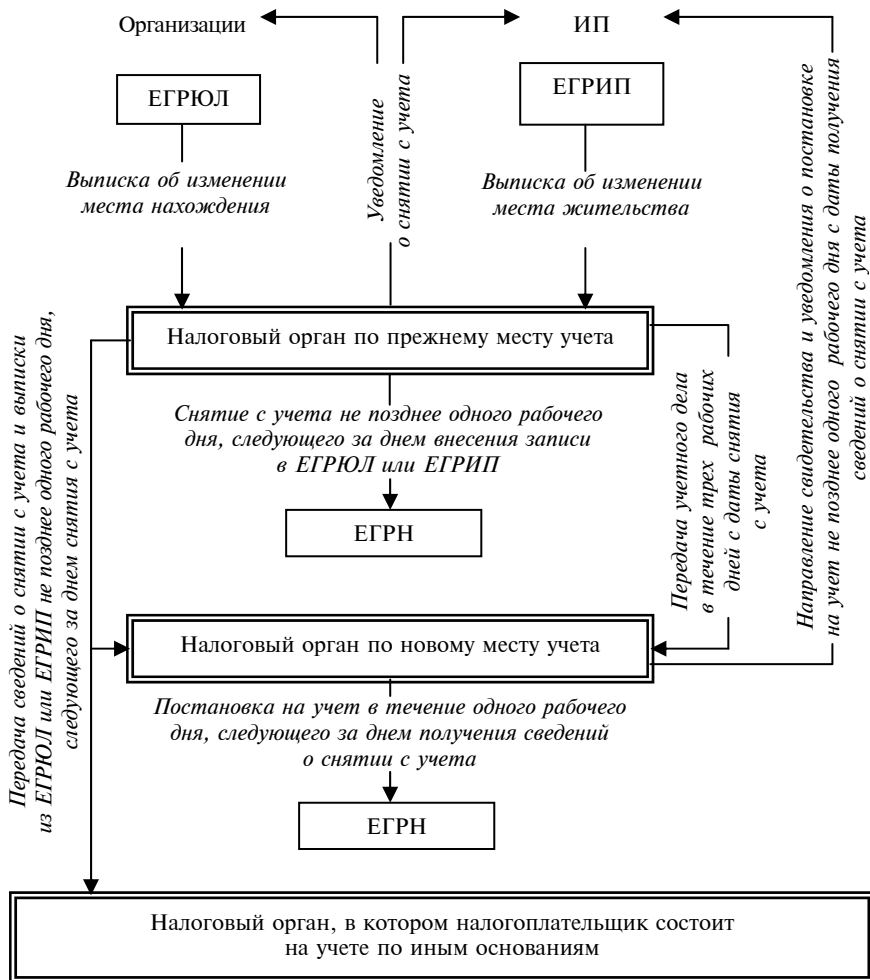 Организации
ИП
ЕГРЮЛ
ЕГРИП
Уведомление
о снятии с учета
Выписка об изменении
места нахождения
Выписка об изменении
места жительства
Направление свидетельства и уведомления о постановке
на учет не позднее одного рабочего дня с даты получения
сведений о снятии с учета
Налоговый орган по прежнему месту учета
Передача сведений о снятии с учета и выписки
из ЕГРЮЛ или ЕГРИП не позднее одного рабочего дня,
следующего за днем снятия с учета
Снятие с учета не позднее одного рабочего
дня, следующего за днем внесения записи
в ЕГРЮЛ или ЕГРИП
Передача учетного дела
в течение трех рабочих
дней с даты снятия
с учета
ЕГРН
Налоговый орган по новому месту учета
Постановка на учет в течение одного рабочего
дня, следующего за днем получения сведений
о снятии с учета
ЕГРН
Налоговый орган, в котором налогоплательщик состоит
на учете по иным основаниям